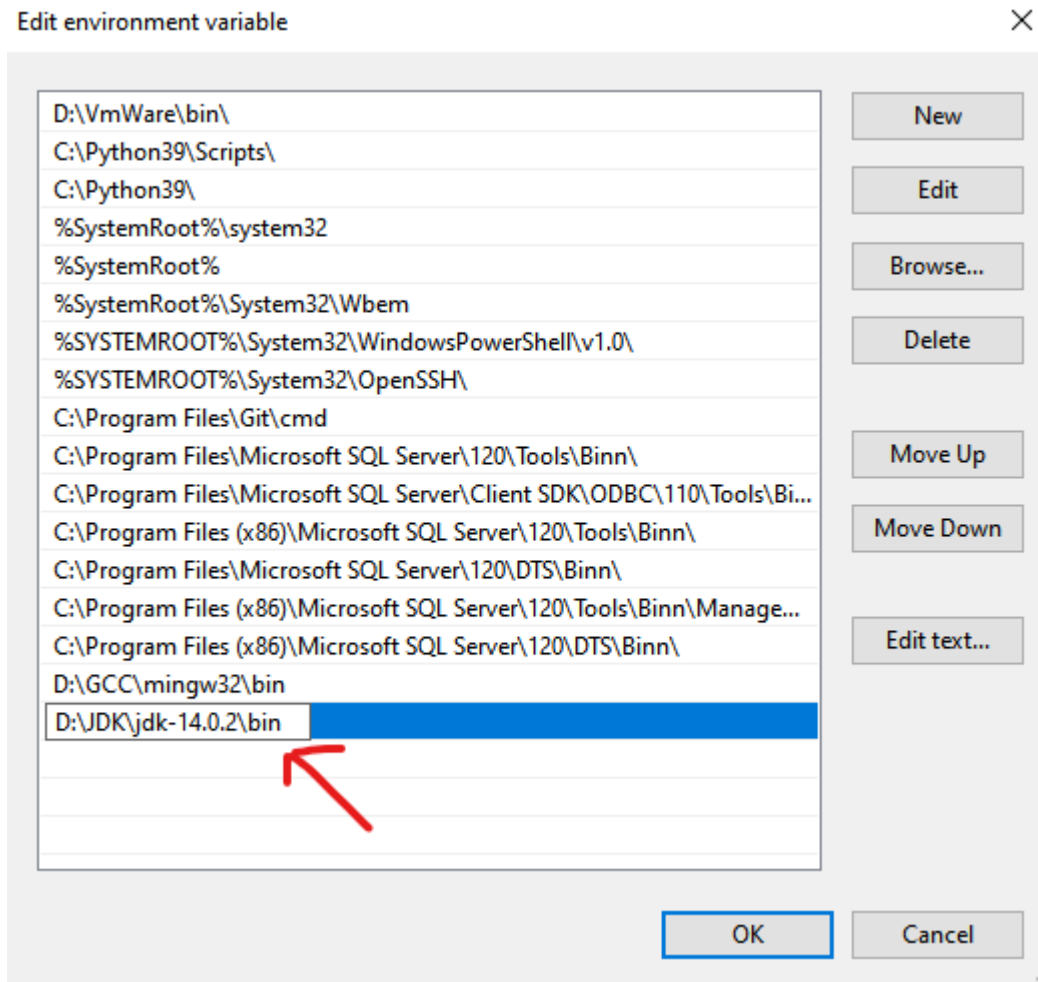 Edit environment variable
D:\VmWare\bin\
C:\Python39\Scripts\
C:\Python39\
%SystemRoot%\system32
%SystemRoot%
%SystemRoot%\System32\Wbem
%SYSTEMROOT%\System32\WindowsPowerShell\v1.0\
%SYSTEMROOT%\System32\OpenSSH\
C:\Program Files\Git\cmd
C:\Program Files\Microsoft SQL Server\120\Tools\Binn\
C:\Program Files\Microsoft SQL Server\Client SDK\ODBC\110\Tools\Bi...
C:\Program Files (x86)\Microsoft SQL Server\120\Tools\Binn\
C:\Program Files\Microsoft SQL Server\120\DTS\Binn\
C:\Program Files (x86)\Microsoft SQL Server\120\Tools\Binn\Manage...
C:\Program Files (x86)\Microsoft SQL Server\120\DTS\Binn\
D:\GCC\mingw32\bin
D:\JDK\jdk-14.0.2\bin
New
Edit
Browse...
Delete
Move Up
Move Down
Edit text...
OK
Cancel